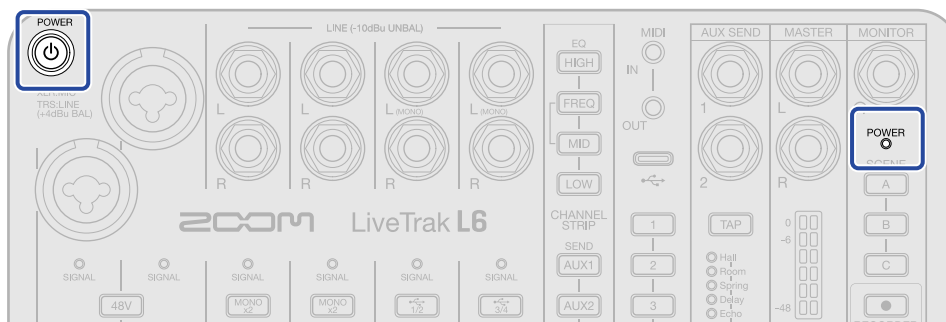 POWER
XLR:MIC
TRS:LINE
(+4dBu BAL)
LINE (-10dBu UNBAL)
L
L
L (MONO)
L (MONO)
R
R
R
R
EQ
HIGH
FREQ
MID
LOW
CHANNEL
STRIP
SEND
AUX1
AUX2
MIDI
IN
OUT
1
2
3
AUX SEND
MASTER
MONITOR
1
L
2
R
POWER
SCENE
A
B
C
TAP
Hall
Room
Spring
Delay
Echo
0
-6
-48
ZOOM LiveTrak L6
SIGNAL
SIGNAL
SIGNAL
SIGNAL
SIGNAL
SIGNAL
48V
MONO
x2
MONO
x2
1/2
3/4
RECORDER